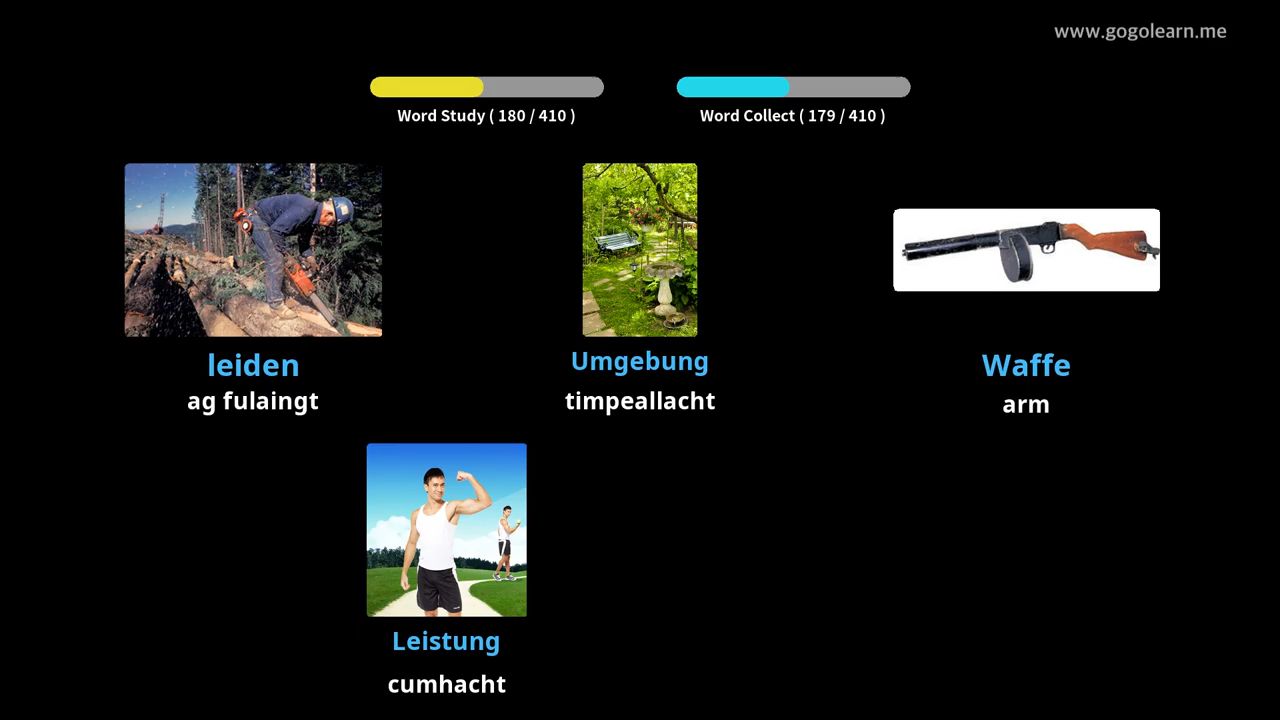 www.gogolearn.me
Word Study ( 180 / 410 )
Word Collect ( 179 / 410 )
leiden
ag fulaingt
Umgebung
timpeallacht
Waffe
arm
Leistung
cumhacht